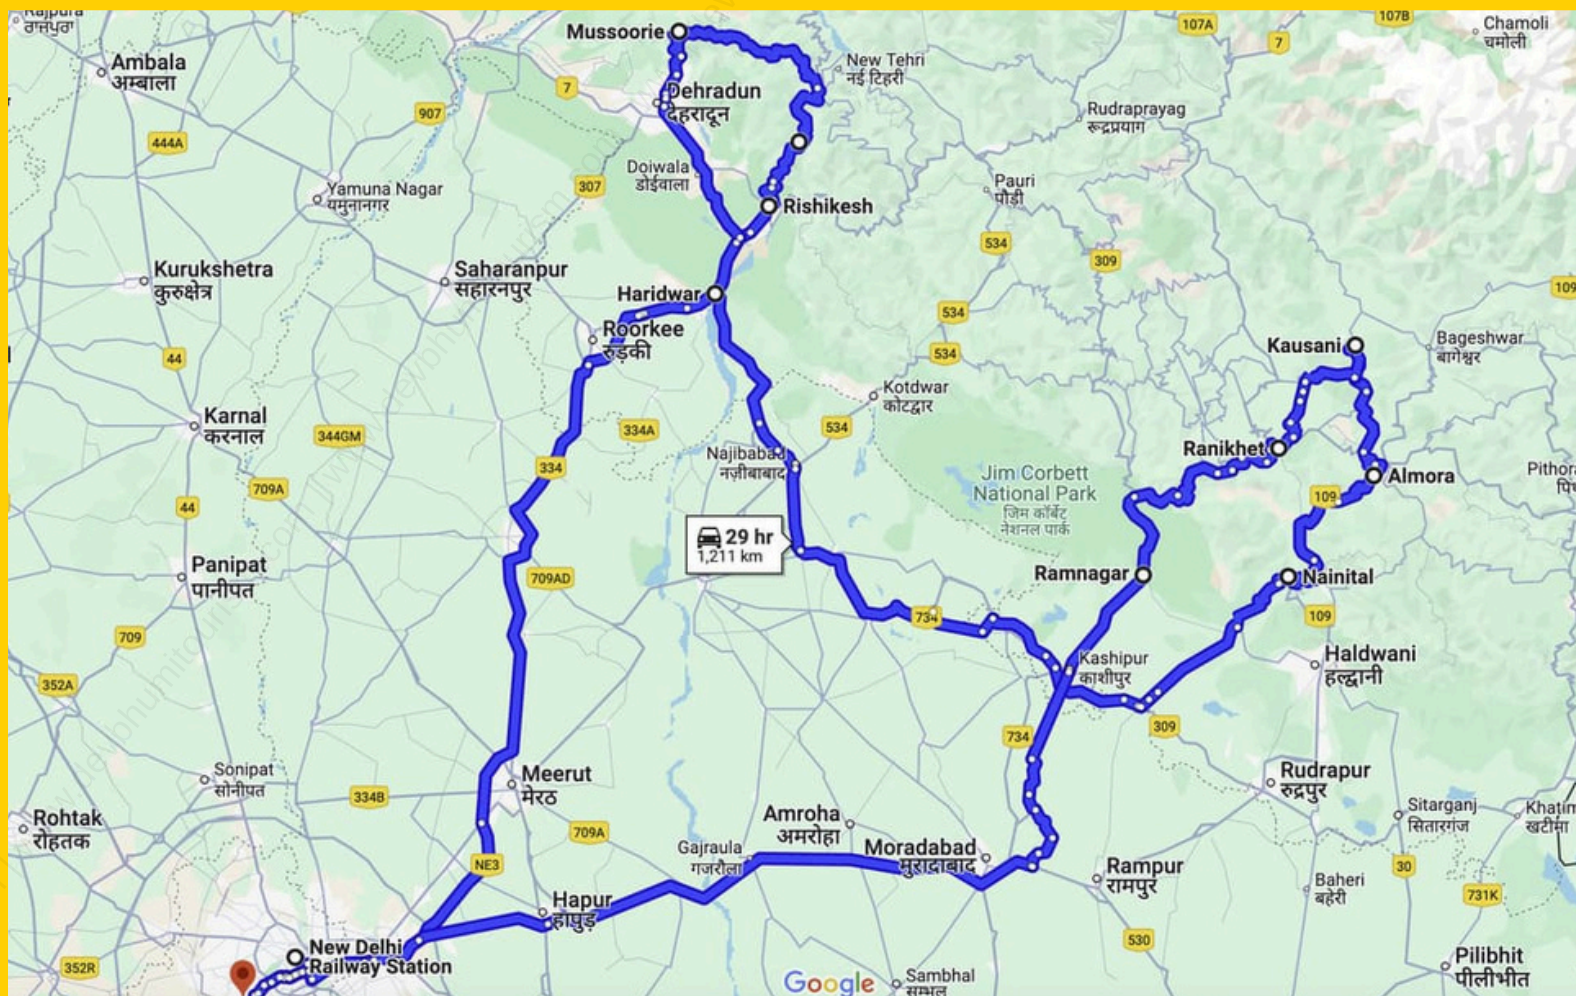 Rajpura
ਰਾਜਪੁਰਾ
Ambala
अम्बाला
444A
907
7
Mussoorie
Dehradun
देहरादून
New Tehri
नई टिहरी
107A
107B
7
Chamoli
चमोली
Rudraprayag
रूद्रप्रयाग
Yamuna Nagar
यमुनानगर
307
Doiwala
डोईवाला
Rishikesh
Pauri
पौड़ी
534
309
109
Kurukshetra
कुरुक्षेत्र
Saharanpur
सहारनपुर
Haridwar
Roorkee
रुड़की
534
534
Kausani
Bageshwar
बागेश्वर
44
Karnal
करनाल
344GM
334A
Kotdwar
कोटद्वार
534
Ranikhet
Almora
109
Najibabad
नज़ीबाबाद
334
709A
44
Jim Corbett
National Park
जिम कॉर्बेट
नेशनल पार्क
29 hr
1,211 km
Panipat
पानीपत
709AD
Ramnagar
Nainital
109
734
709
Kashipur
काशीपुर
Haldwani
हल्द्वानी
352A
734
309
Sonipat
सोनीपत
Meerut
मेरठ
334B
Rudrapur
रुद्रपुर
Sitarganj
सितारगंज
Rohtak
रोहतक
709A
Amroha
अमरोहा
Gajraula
गजरौला
Moradabad
मुरादाबाद
NE3
Rampur
रामपुर
Baheri
बहेरी
30
731K
Hapur
हापुड़
530
New Delhi
Railway Station
352R
Google
Sambhal
सम्भल
Pilibhit
पीलीभीत